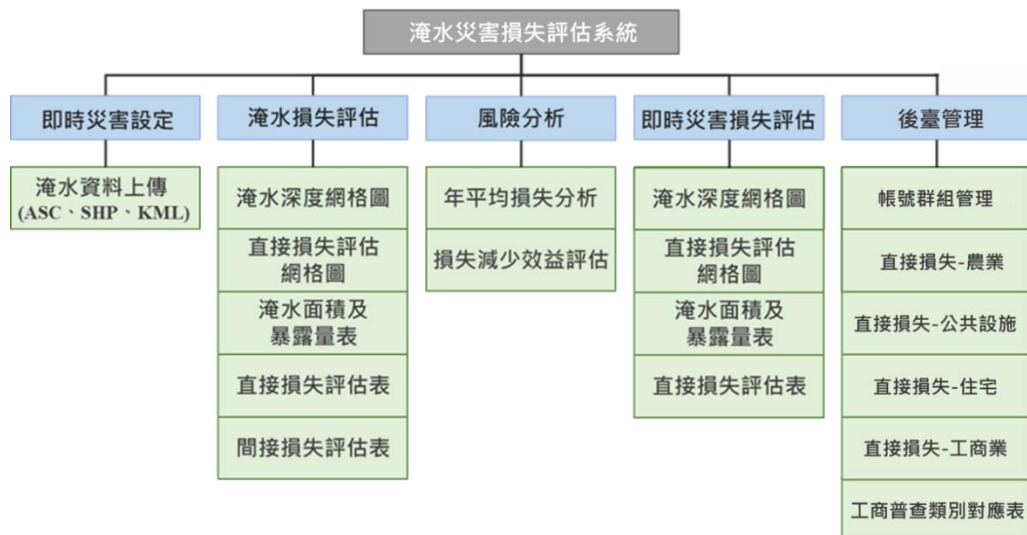 淹水災害損失評估系統
即時災害設定
淹水資料上傳
(ASC、SHP、KML)
淹水損失評估
淹水深度網格圖
直接損失評估
網格圖
淹水面積及
暴露量表
直接損失評估表
間接損失評估表
風險分析
年平均損失分析
損失減少效益評估
即時災害損失評估
淹水深度網格圖
直接損失評估
網格圖
淹水面積及
暴露量表
直接損失評估表
後臺管理
帳號群組管理
直接損失-農業
直接損失-公共設施
直接損失-住宅
直接損失-工商業
工商普查類別對應表